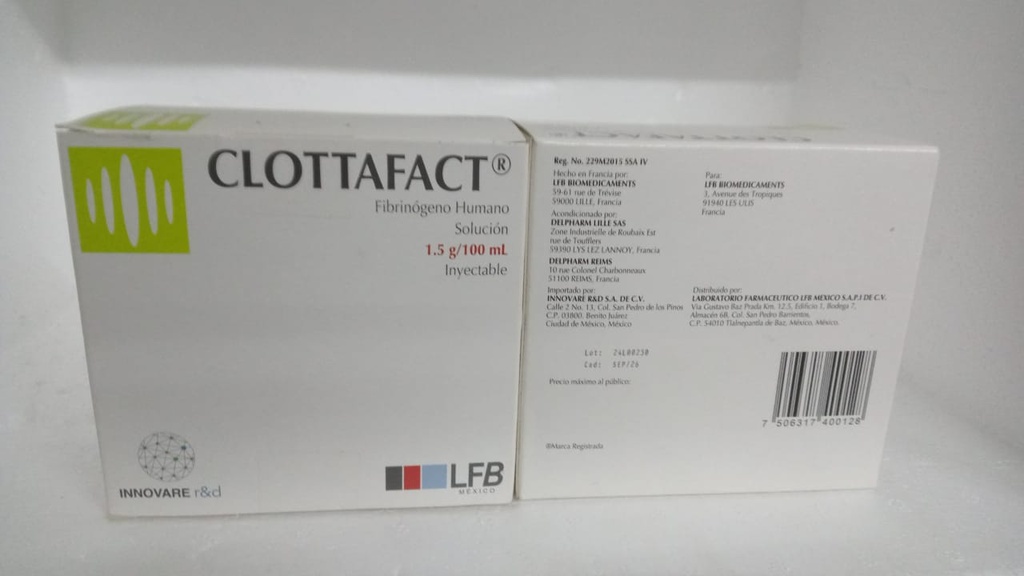 CLOTTAFACT®
Fibrinógeno Humano
Solución
1.5 g/100 mL
Inyectable
INNOVARE r&d
LFB
MÉXICO
Reg. No. 229M2015 SSA IV
Hecho en Francia por:
LFB BIOMEDICAMENTS
59-61 rue de Trévise
59000 LILLE, Francia
Acondicionado por:
DELPHARM LILLE SAS
Zone Industrielle de Roubaix Est
rue de Toufflers
59390 LYS LEZ LANNOY, Francia
DELPHARM REIMS
10 rue Colonel Charbonneaux
51100 REIMS, Francia
Importado por:
INNOVARE R&D S.A. DE C.V.
Calle 2 No. 13, Col. San Pedro de los Pinos
C.P. 03800, Benito Juárez
Ciudad de México, México
Para:
LFB BIOMEDICAMENTS
3, Avenue des Tropiques
91940 LES ULIS
Francia
Distribuido por:
LABORATORIO FARMACEUTICO LFB MEXICO S.A.P.I DE C.V.
Vía Gustavo Baz Prada Km. 12.5, Edificio 1, Bodega 7,
Almacén 6B, Col. San Pedro Barrientos,
C.P. 54010 Tlalnepantla de Baz, México, México.
Lot: 24L00230
Cad: SEP/26
Precio máximo al público:
7 506317 400128
®Marca Registrada